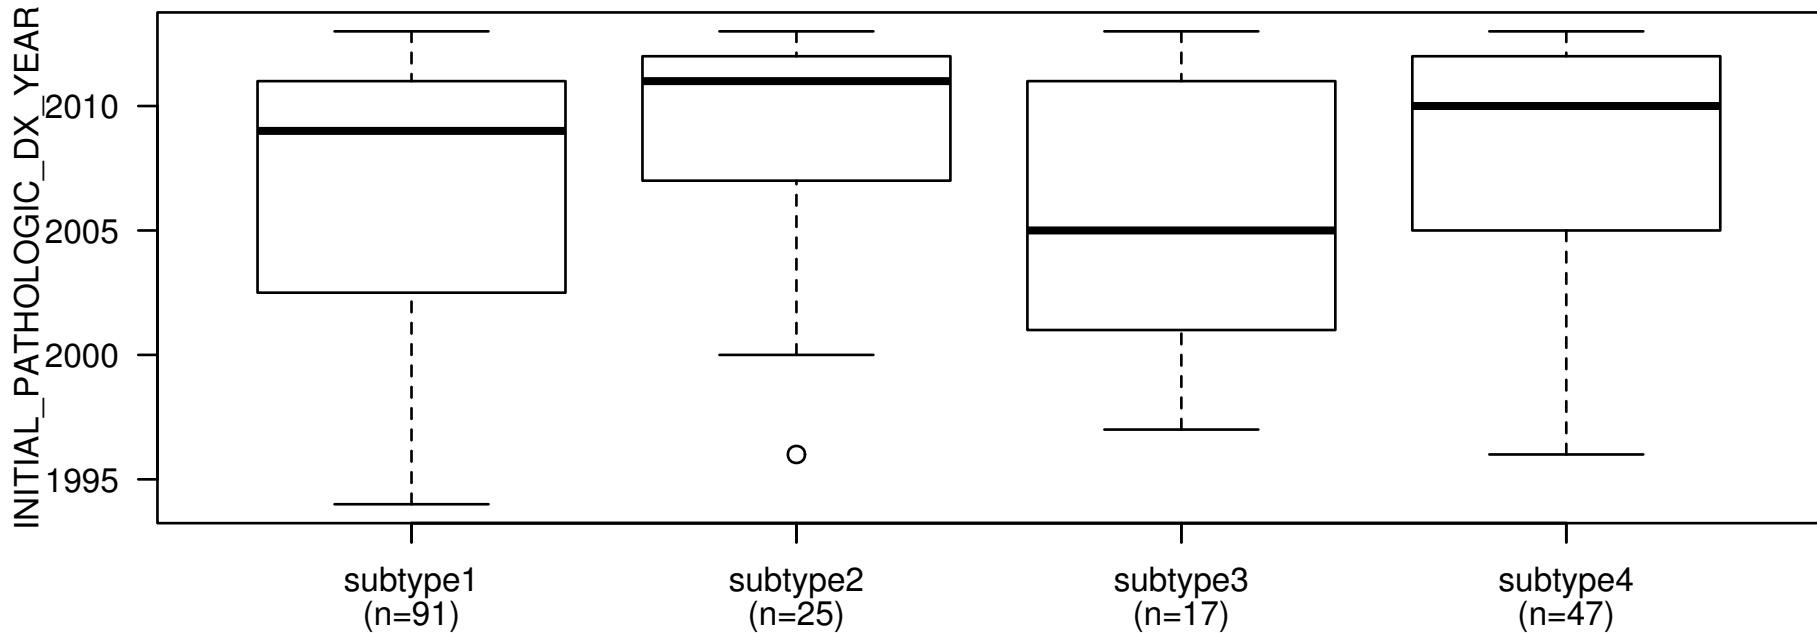 INITIAL_PATHOLOGIC_DX_YEAR
2010
2005
2000
1995
subtype1
(n=91)
subtype2
(n=25)
subtype3
(n=17)
subtype4
(n=47)